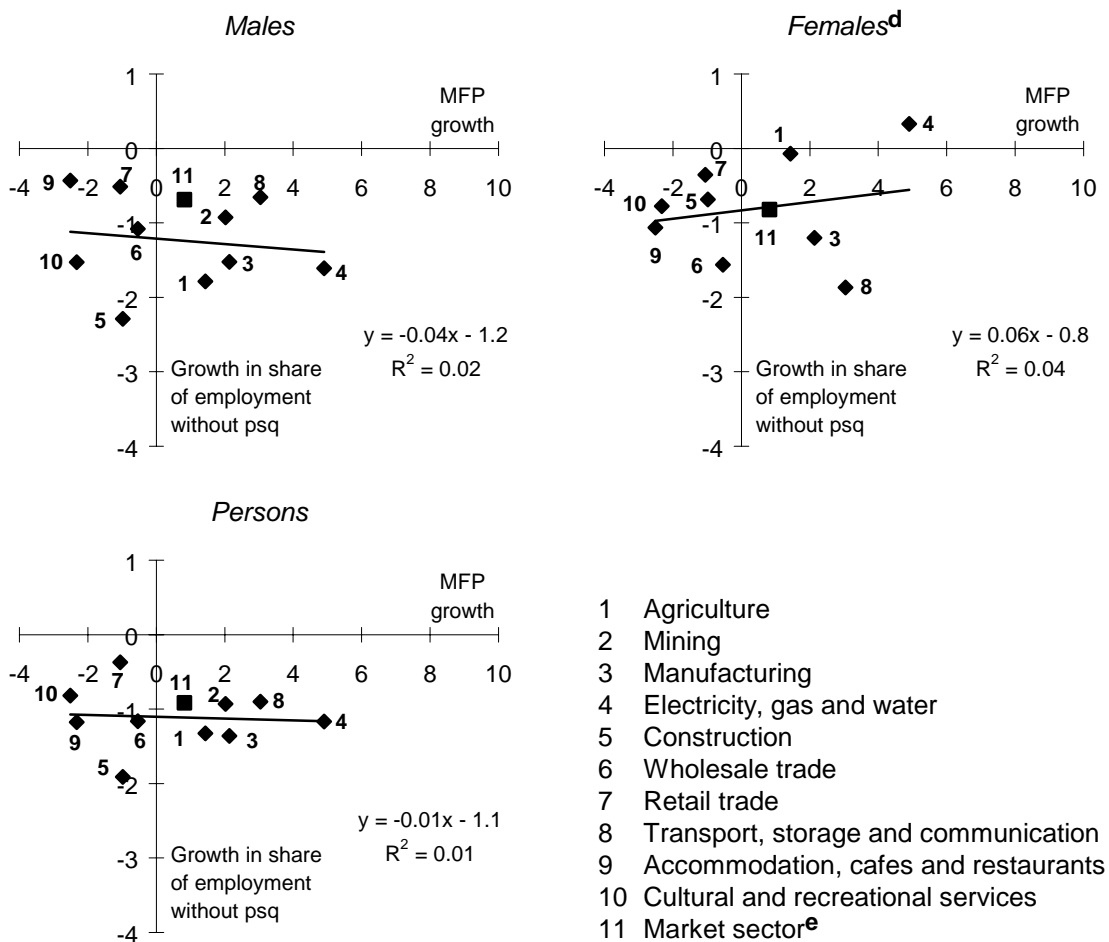 Males
1
0
-1
-2
-3
-4
-4 -2 0 2 4 6 8 10
MFP
growth
9
7
11
8
2
6
10
3
1
4
5
y = -0.04x - 1.2
R² = 0.02
Growth in share
of employment
without psq
Femalesᵈ
1
0
-1
-2
-3
-4
-4 -2 0 2 4 6 8 10
MFP
growth
1
4
7
10
5
9
11
3
6
8
y = 0.06x - 0.8
R² = 0.04
Growth in share
of employment
without psq
Persons
1
0
-1
-2
-3
-4
-4 -2 0 2 4 6 8 10
MFP
growth
7
10
11
2
8
9
6
1
3
4
5
y = -0.01x - 1.1
R² = 0.01
Growth in share
of employment
without psq
1 Agriculture
2 Mining
3 Manufacturing
4 Electricity, gas and water
5 Construction
6 Wholesale trade
7 Retail trade
8 Transport, storage and communication
9 Accommodation, cafes and restaurants
10 Cultural and recreational services
11 Market sectorᵉ